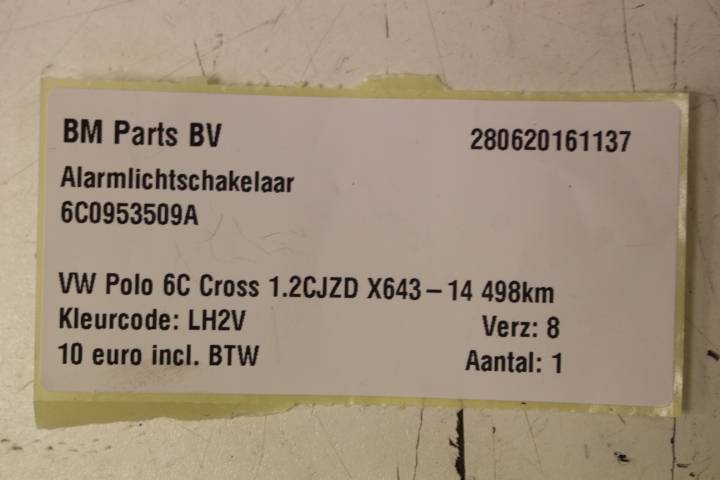 BM Parts BV 280620161137
Alarmlichtschakelaar
6C0953509A
VW Polo 6C Cross 1.2CJZD X643 – 14 498km
Kleurcode: LH2V Verz: 8
10 euro incl. BTW Aantal: 1